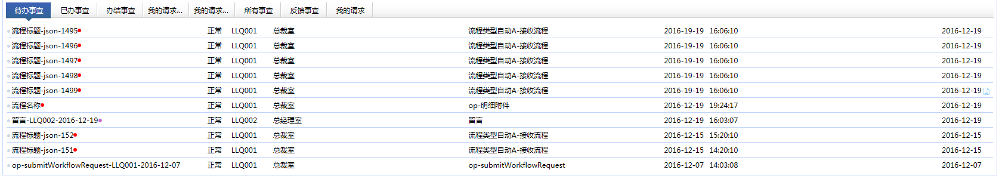 待办事宜 已办事宜 办结事宜 我的请求... 我的请求... 所有事宜 反馈事宜 我的请求
流程标题-json-1495 正常 LLQ001 总裁室 流程类型自动A-接收流程 2016-19-19 16:06:10 2016-12-19
流程标题-json-1496 正常 LLQ001 总裁室 流程类型自动A-接收流程 2016-19-19 16:06:10 2016-12-19
流程标题-json-1497 正常 LLQ001 总裁室 流程类型自动A-接收流程 2016-19-19 16:06:10 2016-12-19
流程标题-json-1498 正常 LLQ001 总裁室 流程类型自动A-接收流程 2016-19-19 16:06:10 2016-12-19
流程标题-json-1499 正常 LLQ001 总裁室 流程类型自动A-接收流程 2016-19-19 16:06:10 2016-12-19
流程名称 正常 LLQ001 总裁室 op-明细附件 2016-12-19 19:24:17 2016-12-19
留言-LLQ002-2016-12-19 正常 LLQ002 总经理室 留言 2016-12-19 16:03:07 2016-12-19
流程标题-json-152 正常 LLQ001 总裁室 流程类型自动A-接收流程 2016-12-15 15:20:10 2016-12-15
流程标题-json-151 正常 LLQ001 总裁室 流程类型自动A-接收流程 2016-12-15 14:20:10 2016-12-15
op-submitWorkflowRequest-LLQ001-2016-12-07 正常 LLQ001 总裁室 op-submitWorkflowRequest 2016-12-07 14:03:08 2016-12-07